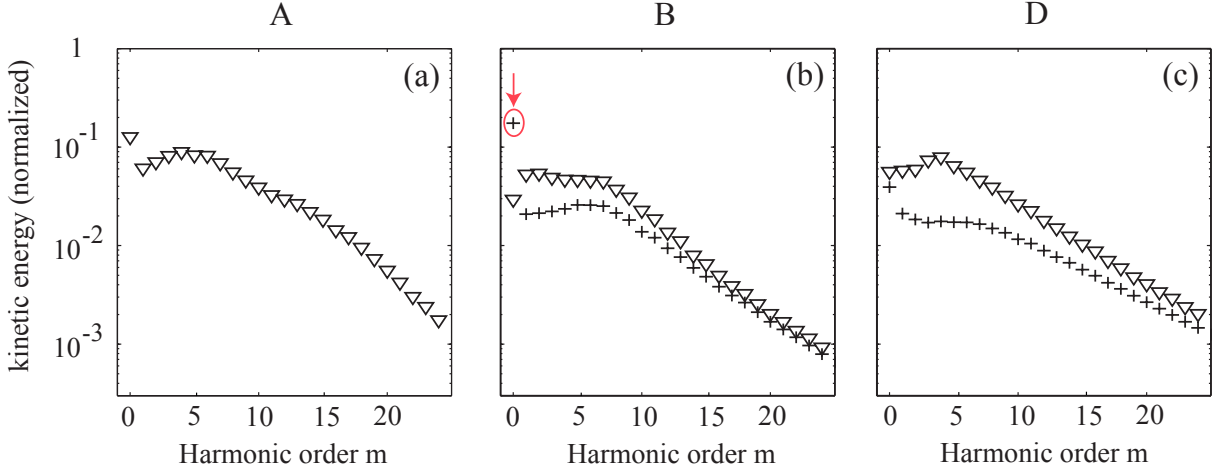 A B D
(a) (b) (c)
kinetic energy (normalized)
1
10-1
10-2
10-3
0 5 10 15 20
0 5 10 15 20
0 5 10 15 20
Harmonic order m Harmonic order m Harmonic order m